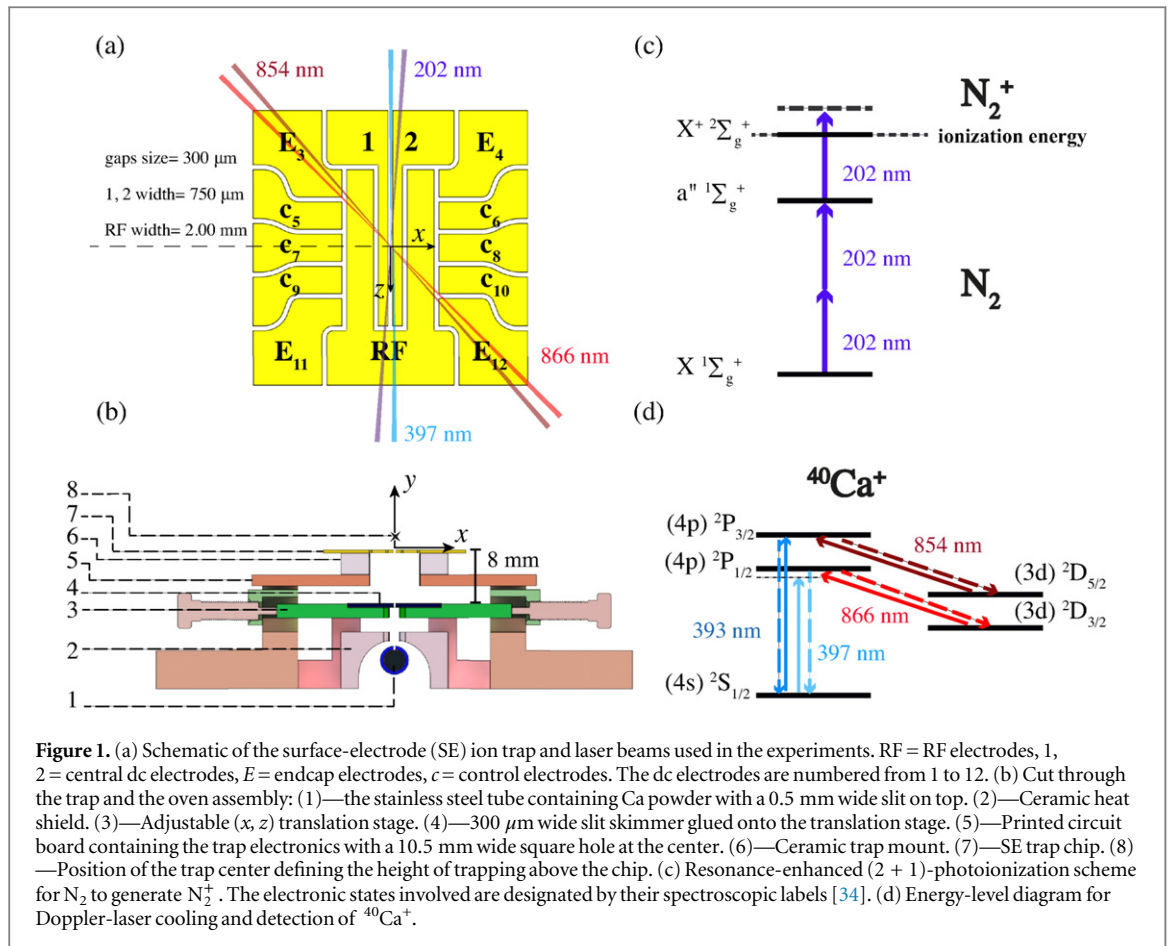 (a)
854 nm
202 nm
E3
1
2
E4
gaps size= 300 μm
1, 2 width= 750 μm
RF width= 2.00 mm
c5
c6
c7
x
c8
c9
z
c10
E11
RF
E12
866 nm
397 nm
(b)
8
7
6
5
4
3
2
1
y
x
8 mm
(c)
N2+
X+ 2Σg+
ionization energy
202 nm
a" 1Σg+
202 nm
N2
202 nm
X 1Σg+
(d)
40Ca+
(4p) 2P3/2
854 nm
(4p) 2P1/2
(3d) 2D5/2
866 nm
(3d) 2D3/2
393 nm
397 nm
(4s) 2S1/2
Figure 1. (a) Schematic of the surface-electrode (SE) ion trap and laser beams used in the experiments. RF = RF electrodes, 1,
2 = central dc electrodes, E = endcap electrodes, c = control electrodes. The dc electrodes are numbered from 1 to 12. (b) Cut through
the trap and the oven assembly: (1)—the stainless steel tube containing Ca powder with a 0.5 mm wide slit on top. (2)—Ceramic heat
shield. (3)—Adjustable (x, z) translation stage. (4)—300 μm wide slit skimmer glued onto the translation stage. (5)—Printed circuit
board containing the trap electronics with a 10.5 mm wide square hole at the center. (6)—Ceramic trap mount. (7)—SE trap chip. (8)
—Position of the trap center defining the height of trapping above the chip. (c) Resonance-enhanced (2 + 1)-photoionization scheme
for N2 to generate N2+. The electronic states involved are designated by their spectroscopic labels [34]. (d) Energy-level diagram for
Doppler-laser cooling and detection of 40Ca+.